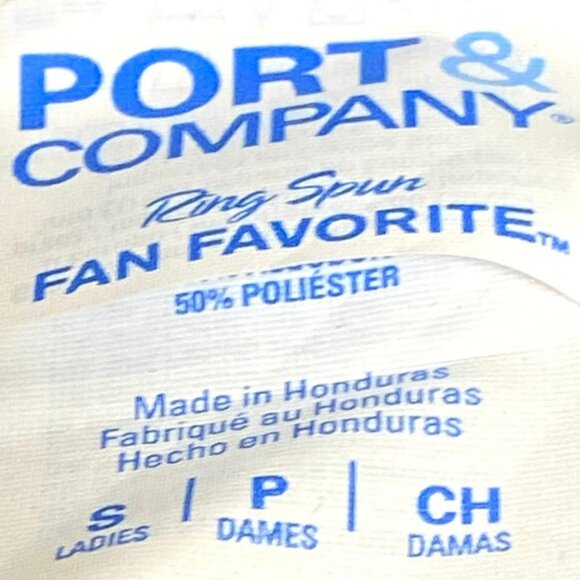 PORT &
COMPANY®
Ring Spun
FAN FAVORITE™
50% POLIÉSTER
Made in Honduras
Fabriqué au Honduras
Hecho en Honduras
S | P | CH
LADIES DAMES DAMAS